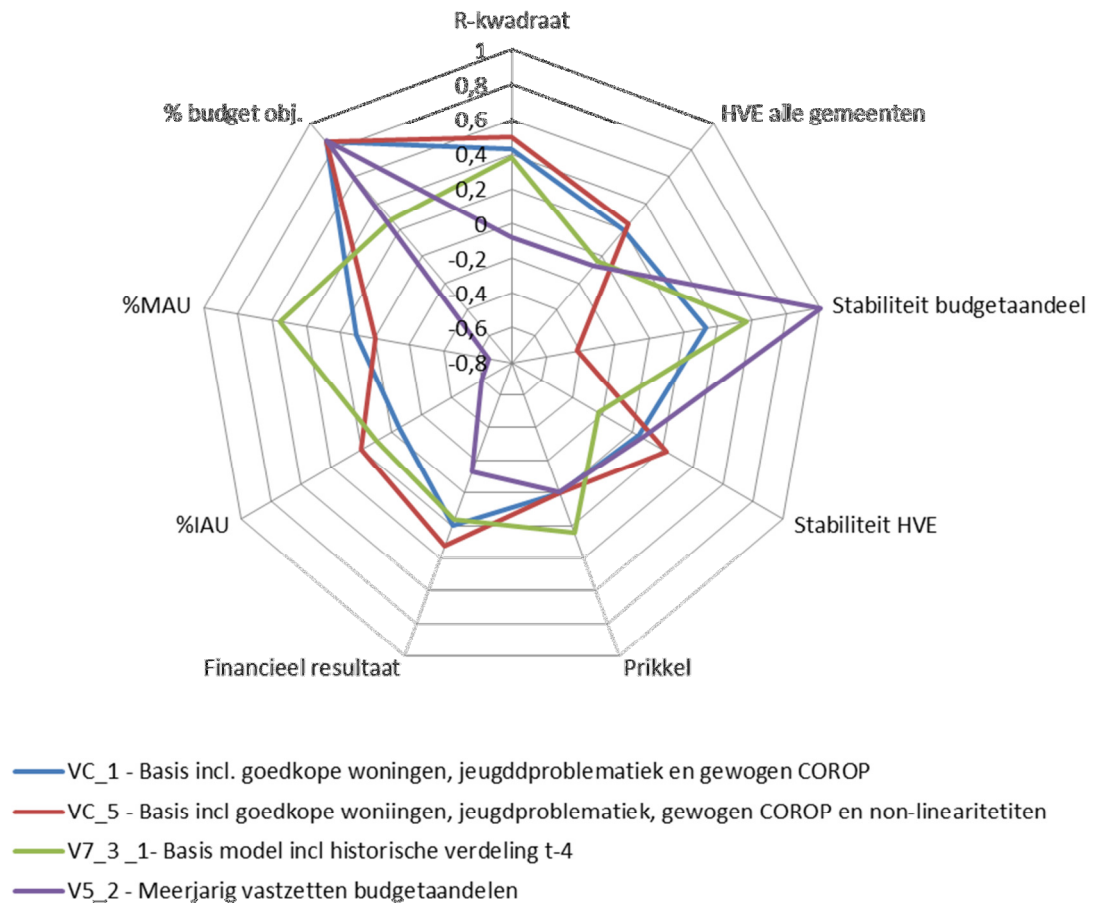 R-kwadraat
1
0,8
0,6
0,4
0,2
0
-0,2
-0,4
-0,6
-0,8
HVE alle gemeenten
Stabiliteit budgetaandeel
Stabiliteit HVE
Prikkel
Financieel resultaat
%IAU
%MAU
% budget obj.
VC_1 - Basis incl. goedkope woningen, jeugddproblematiek en gewogen COROP
VC_5 - Basis incl goedkope woniingen, jeugdproblematiek, gewogen COROP en non-linearitetiten
V7_3 _1- Basis model incl historische verdeling t-4
V5_2 - Meerjarig vastzetten budgetaandelen